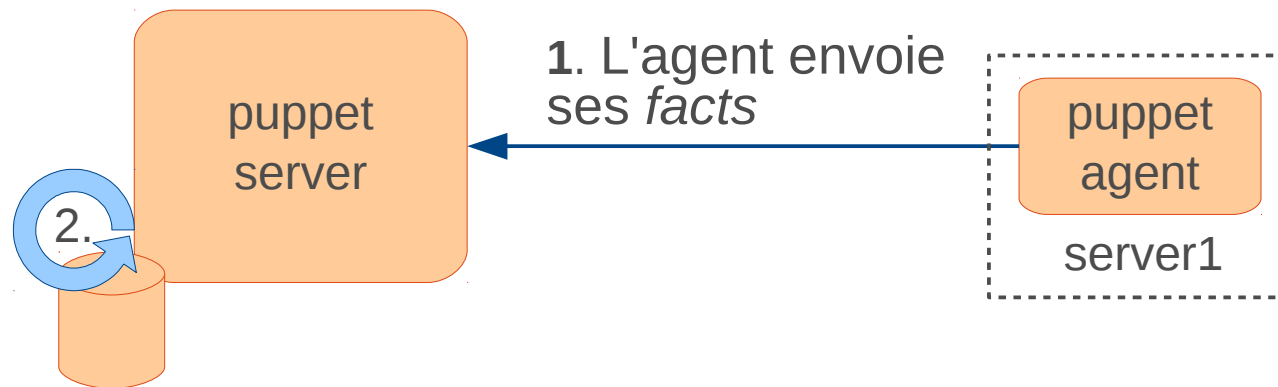 puppet
server
1. L'agent envoie
ses facts
puppet
agent
server1
2.